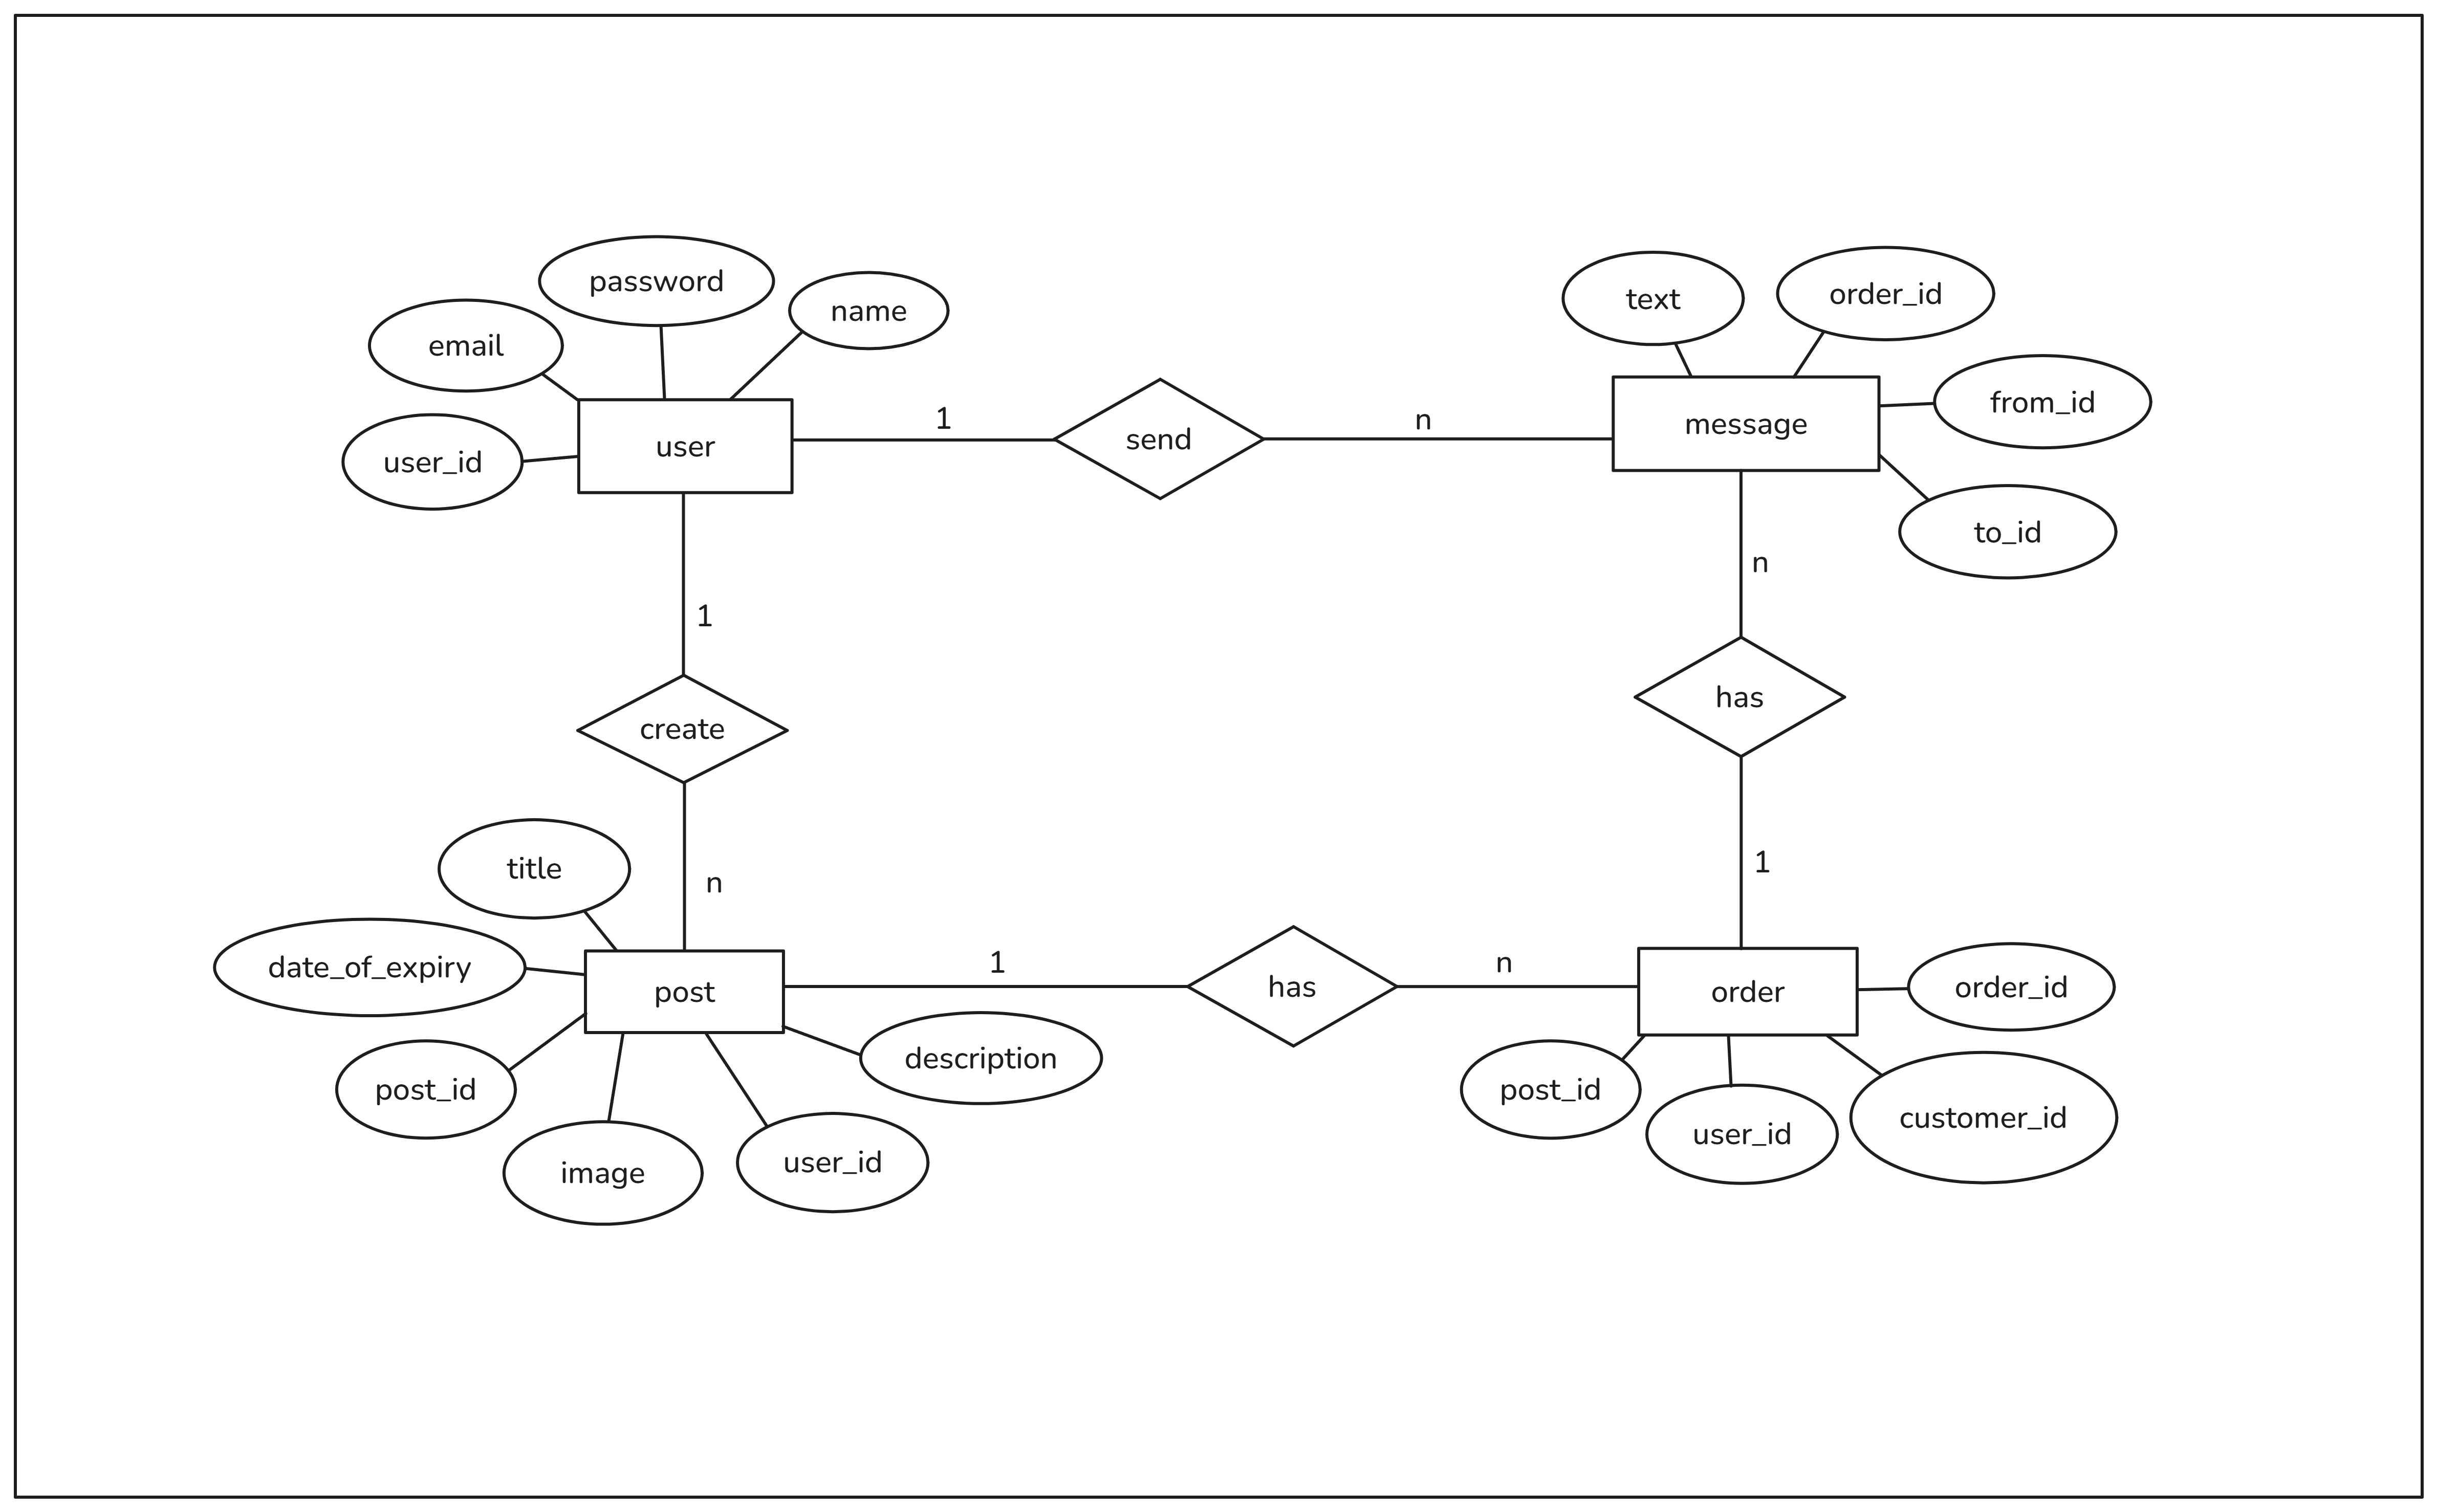 password
name
email
user_id
user
1
send
n
text
order_id
from_id
message
to_id
n
1
has
create
1
title
n
date_of_expiry
post
1
has
n
order
order_id
description
post_id
image
user_id
post_id
user_id
customer_id